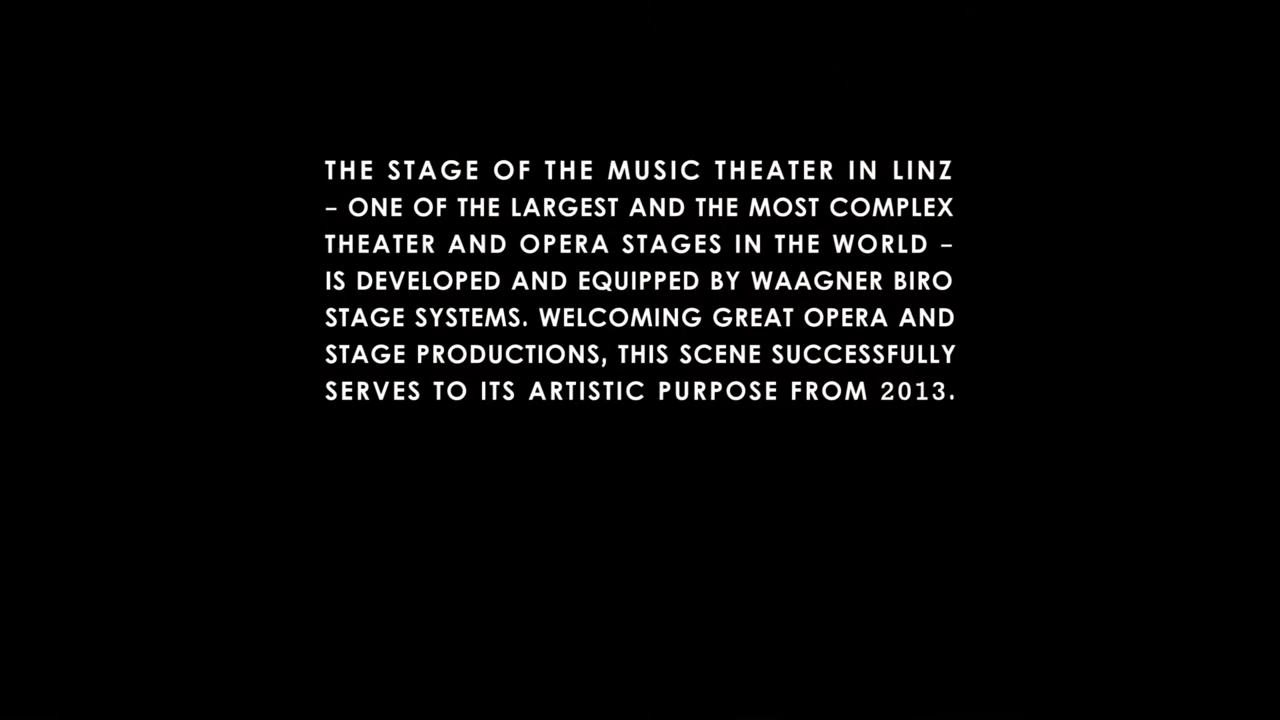 THE STAGE OF THE MUSIC THEATER IN LINZ
– ONE OF THE LARGEST AND THE MOST COMPLEX
THEATER AND OPERA STAGES IN THE WORLD –
IS DEVELOPED AND EQUIPPED BY WAAGNER BIRO
STAGE SYSTEMS. WELCOMING GREAT OPERA AND
STAGE PRODUCTIONS, THIS SCENE SUCCESSFULLY
SERVES TO ITS ARTISTIC PURPOSE FROM 2013.